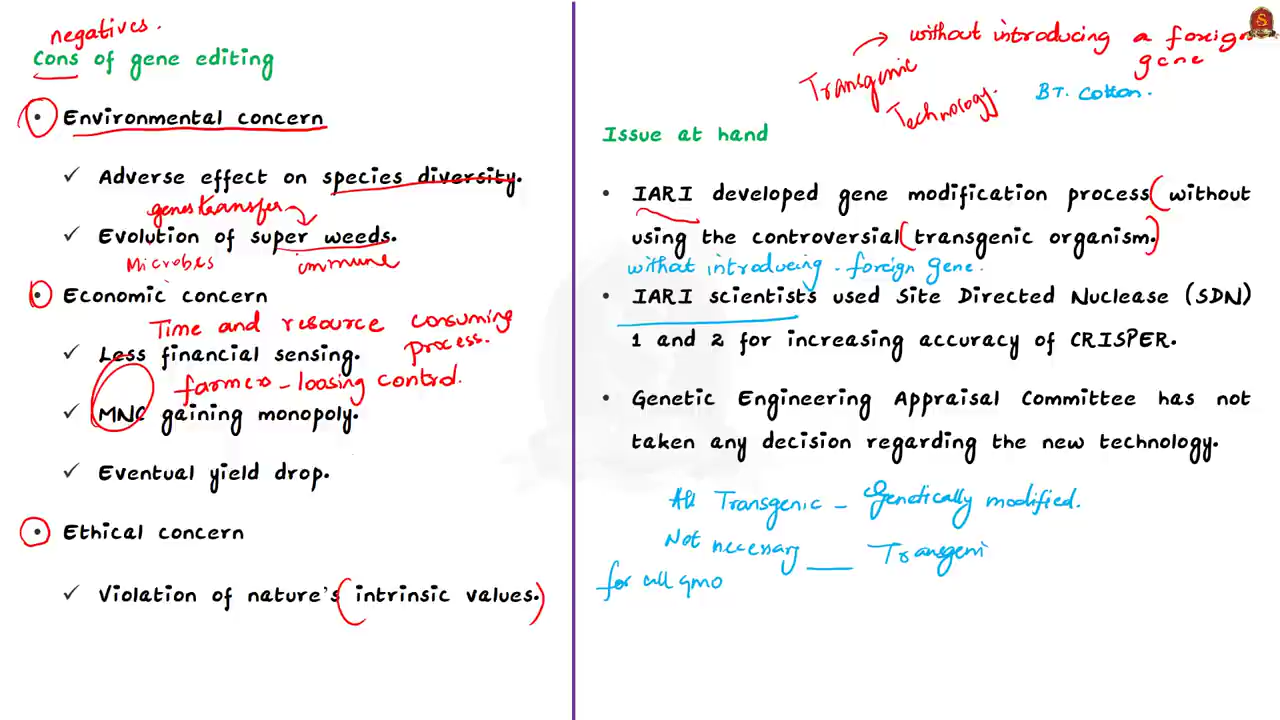 negatives.
Cons of gene editing
• Environmental concern
✓ Adverse effect on species diversity.
genes transfer
✓ Evolution of super weeds.
Microbes immune
• Economic concern
Time and resource consuming
process.
✓ Less financial sensing.
farmers - loosing control.
✓ MNC gaining monopoly.
✓ Eventual yield drop.
• Ethical concern
✓ Violation of nature's (intrinsic values.)
without introducing a foreign
gene
Transgenic
Technology.
BT. Cotton.
Issue at hand
• IARI developed gene modification process (without
using the controversial (transgenic organism.)
without introducing - foreign gene.
• IARI scientists used Site Directed Nuclease (SDN)
1 and 2 for increasing accuracy of CRISPER.
• Genetic Engineering Appraisal Committee has not
taken any decision regarding the new technology.
All Transgenic - Genetically modified.
Not necessary __ Transgeni
for all gmo